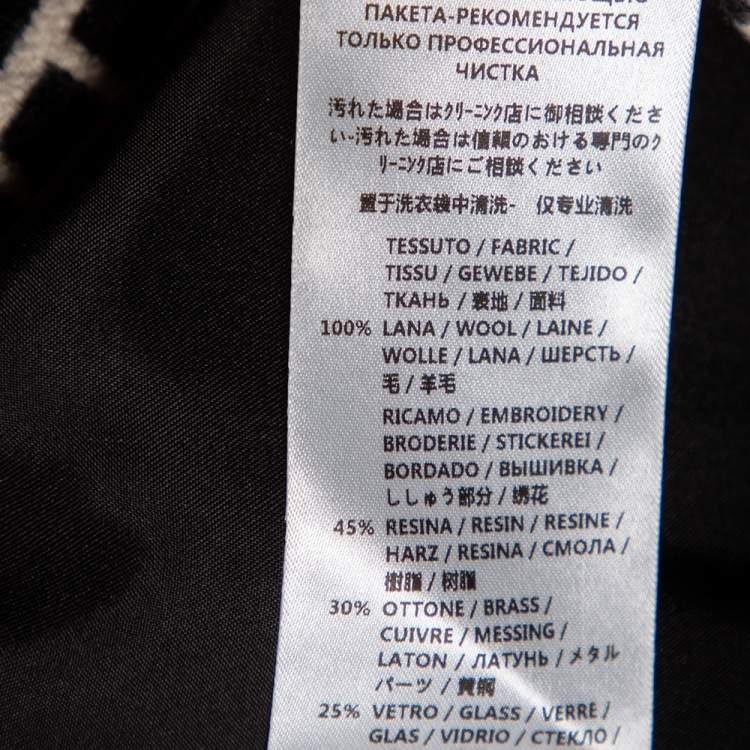 ПАКЕТА-РЕКОМЕНДУЕТСЯ
ТОЛЬКО ПРОФЕССИОНАЛЬНАЯ
ЧИСТКА
汚れた場合はクリーニンク店に御相談くださ
い-汚れた場合は信頼のおける専門のク
リーニンク店にご相談ください
置于洗衣袋中清洗- 仅专业清洗
TESSUTO / FABRIC /
TISSU / GEWEBE / TEJIDO /
ТКАНЬ / 表地 / 面料
100% LANA / WOOL / LAINE /
WOLLE / LANA / ШЕРСТЬ /
毛 / 羊毛
RICAMO / EMBROIDERY /
BRODERIE / STICKEREI /
BORDADO / ВЫШИВКА /
ししゅう部分 / 绣花
45% RESINA / RESIN / RESINE /
HARZ / RESINA / СМОЛА /
樹脂 / 树脂
30% OTTONE / BRASS /
CUIVRE / MESSING /
LATON / ЛАТУНЬ / メタル
パーツ / 黄铜
25% VETRO / GLASS / VERRE /
GLAS / VIDRIO / СТЕКЛО /